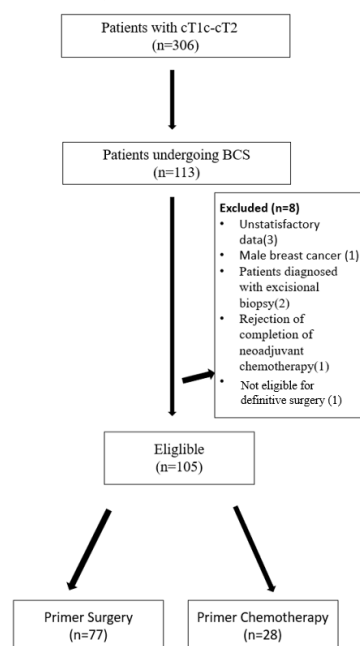 Patients with cT1c-cT2
(n=306)
Patients undergoing BCS
(n=113)
Excluded (n=8)
• Unstatisfactory
data(3)
• Male breast cancer (1)
• Patients diagnosed
with excisional
biopsy(2)
• Rejection of
completion of
neoadjuvant
chemotherapy(1)
• Not eligible for
definitive surgery (1)
Eliglible
(n=105)
Primer Surgery
(n=77)
Primer Chemotherapy
(n=28)